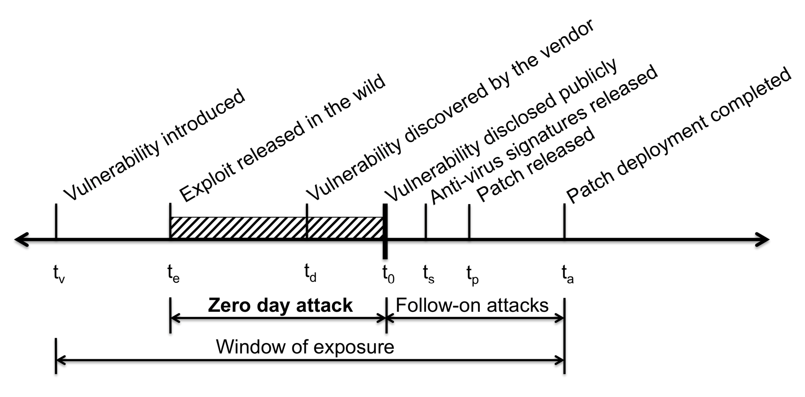 Vulnerability introduced
Exploit released in the wild
Vulnerability discovered by the vendor
Vulnerability disclosed publicly
Anti-virus signatures released
Patch released
Patch deployment completed
tv
te
td
t0
ts
tp
ta
Zero day attack
Follow-on attacks
Window of exposure